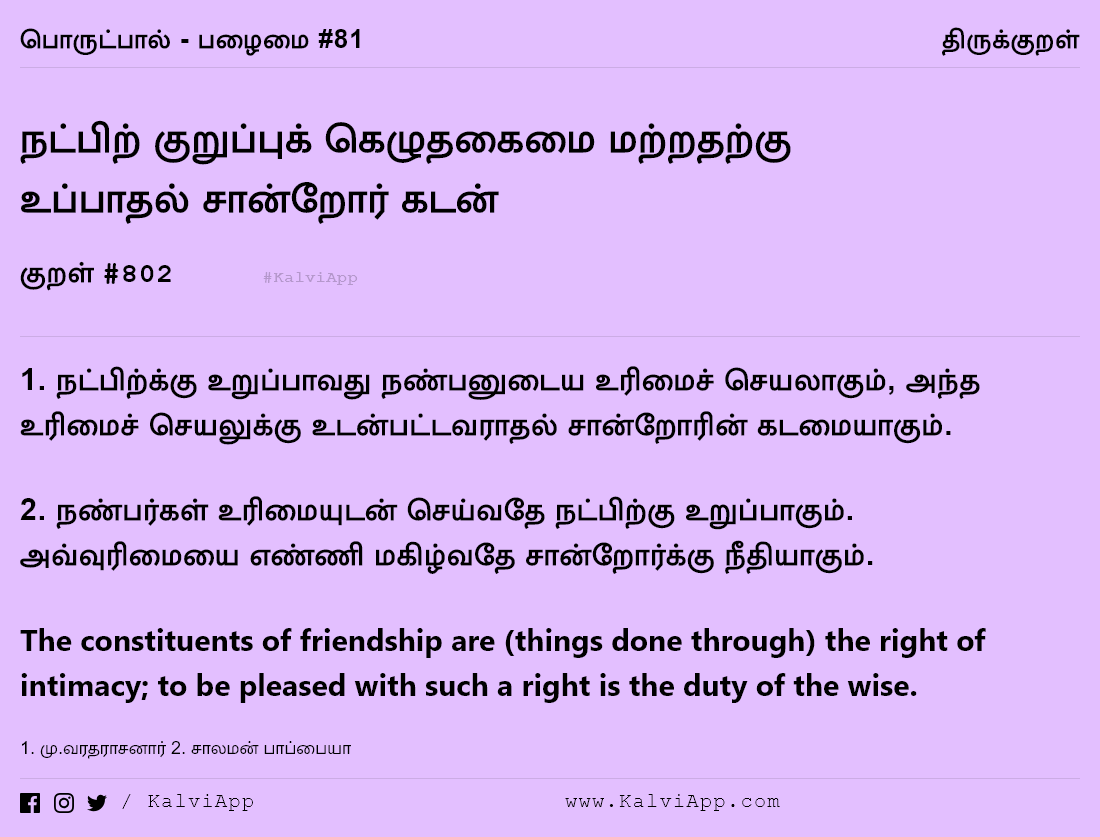 பொருட்பால் - பழைமை #81
திருக்குறள்
நட்பிற் குறுப்புக் கெழுதகைமை மற்றதற்கு
உப்பாதல் சான்றோர் கடன்
குறள் #802
#KalviApp
1. நட்பிற்க்கு உறுப்பாவது நண்பனுடைய உரிமைச் செயலாகும், அந்த
உரிமைச் செயலுக்கு உடன்பட்டவராதல் சான்றோரின் கடமையாகும்.
2. நண்பர்கள் உரிமையுடன் செய்வதே நட்பிற்கு உறுப்பாகும்.
அவ்வுரிமையை எண்ணி மகிழ்வதே சான்றோர்க்கு நீதியாகும்.
The constituents of friendship are (things done through) the right of
intimacy; to be pleased with such a right is the duty of the wise.
1. மு.வரதராசனார் 2. சாலமன் பாப்பையா
/ KalviApp
www.KalviApp.com